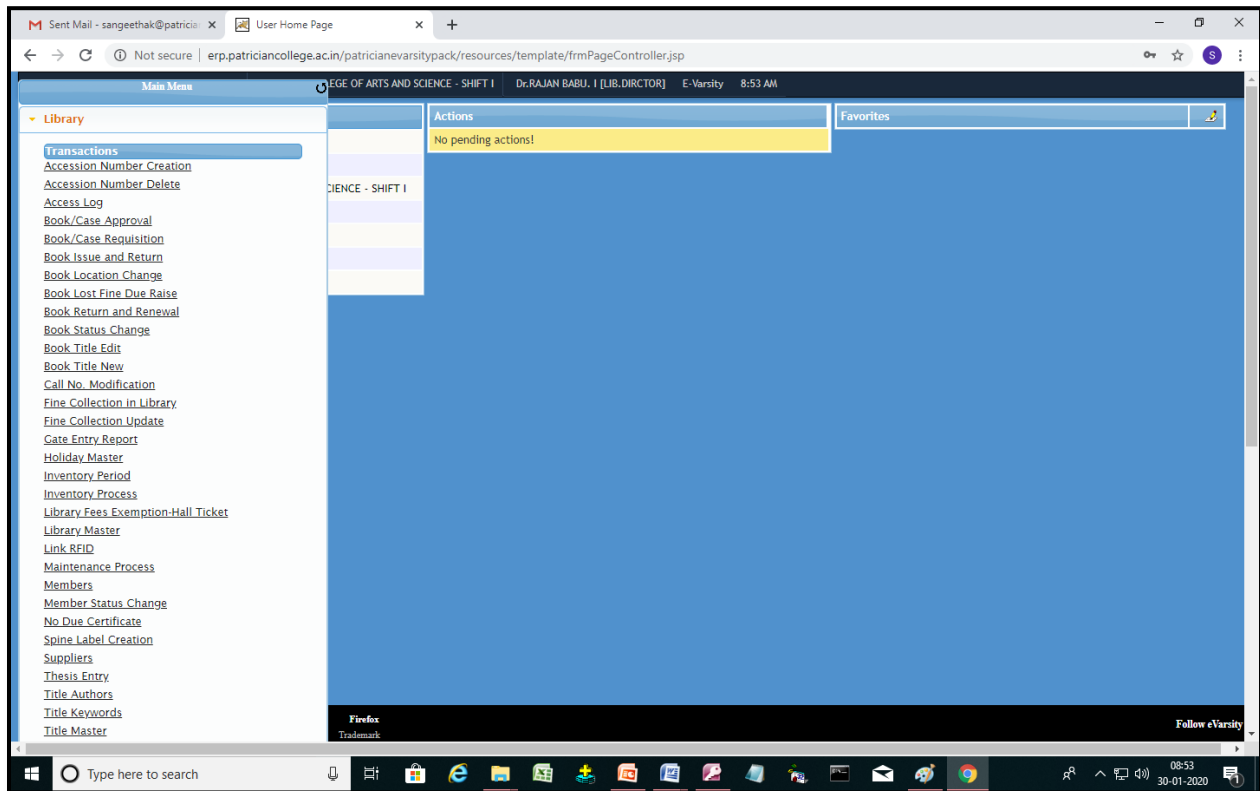 Sent Mail - sangeethak@patricia
User Home Page
Not secure | erp.patriciancollege.ac.in/patricianevarsitypack/resources/template/frmPageController.jsp
S
Main Menu
EGE OF ARTS AND SCIENCE - SHIFT I Dr.RAJAN BABU. I [LIB.DIRCTOR] E-Varsity 8:53 AM
Library
Actions
Favorites
No pending actions!
CIENCE - SHIFT I
Transactions
Accession Number Creation
Accession Number Delete
Access Log
Book/Case Approval
Book/Case Requisition
Book Issue and Return
Book Location Change
Book Lost Fine Due Raise
Book Return and Renewal
Book Status Change
Book Title Edit
Book Title New
Call No. Modification
Fine Collection in Library
Fine Collection Update
Gate Entry Report
Holiday Master
Inventory Period
Inventory Process
Library Fees Exemption-Hall Ticket
Library Master
Link RFID
Maintenance Process
Members
Member Status Change
No Due Certificate
Spine Label Creation
Suppliers
Thesis Entry
Title Authors
Title Keywords
Title Master
Firefox
Trademark
Follow eVarsity
Type here to search
08:53
30-01-2020